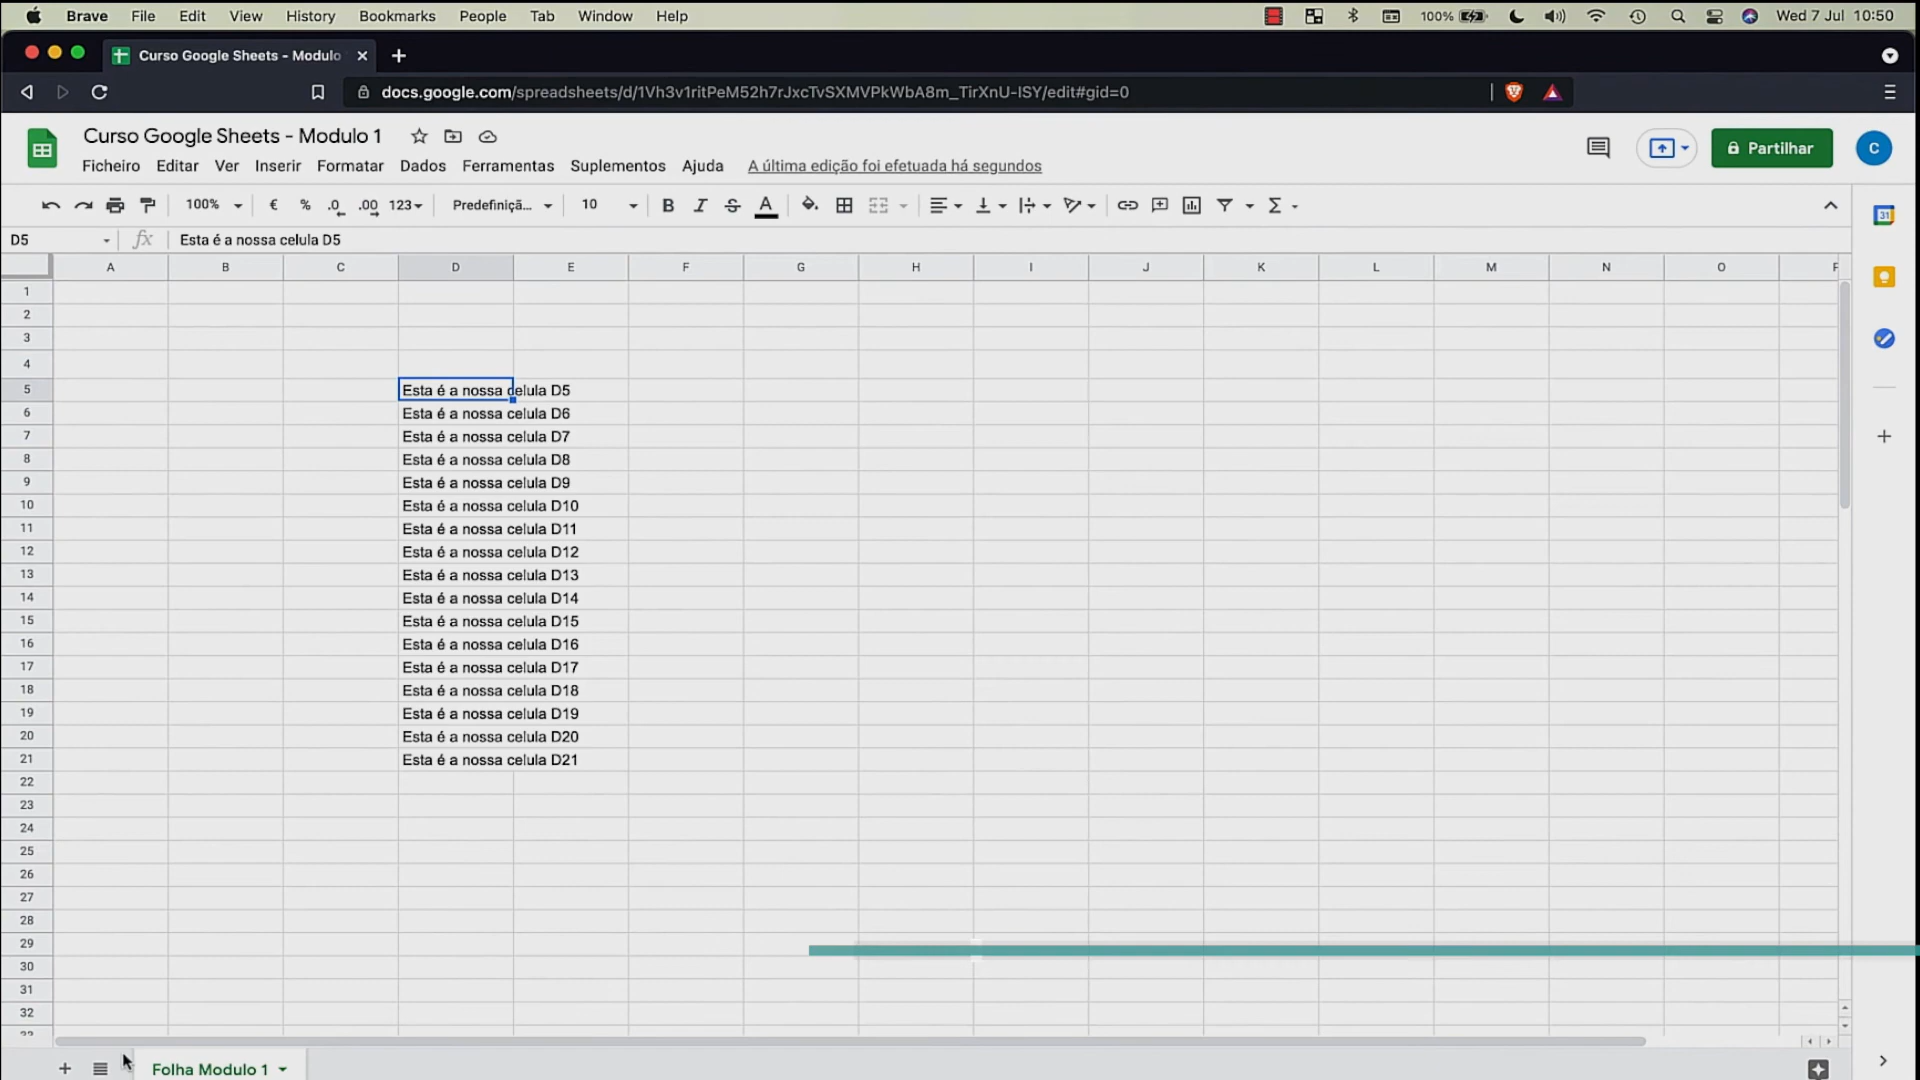 Brave File Edit View History Bookmarks People Tab Window Help 100% Wed 7 Jul 10:50
Curso Google Sheets - Modulo
docs.google.com/spreadsheets/d/1Vh3v1ritPeM52h7rJxcTvSXMVPkWbA8m_TirXnU-ISY/edit#gid=0
Curso Google Sheets - Modulo 1
Partilhar
C
Ficheiro Editar Ver Inserir Formatar Dados Ferramentas Suplementos Ajuda A última edição foi efetuada há segundos
100% € % .0 .00 123 Predefiniçã... 10 B I S A Σ
31
D5 fx Esta é a nossa celula D5
A B C D E F G H I J K L M N O
1
2
3
4
5 Esta é a nossa celula D5
6 Esta é a nossa celula D6
7 Esta é a nossa celula D7
8 Esta é a nossa celula D8
9 Esta é a nossa celula D9
10 Esta é a nossa celula D10
11 Esta é a nossa celula D11
12 Esta é a nossa celula D12
13 Esta é a nossa celula D13
14 Esta é a nossa celula D14
15 Esta é a nossa celula D15
16 Esta é a nossa celula D16
17 Esta é a nossa celula D17
18 Esta é a nossa celula D18
19 Esta é a nossa celula D19
20 Esta é a nossa celula D20
21 Esta é a nossa celula D21
22
23
24
25
26
27
28
29
30
31
32
Folha Modulo 1